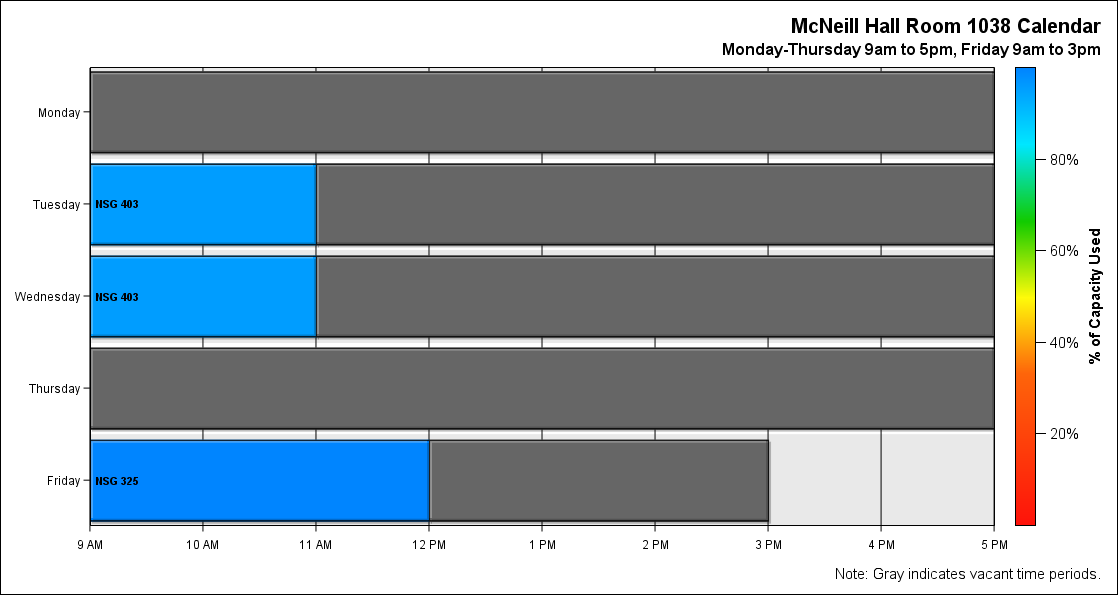 McNeill Hall Room 1038 Calendar
Monday-Thursday 9am to 5pm, Friday 9am to 3pm
Monday
Tuesday
NSG 403
Wednesday
NSG 403
Thursday
Friday
NSG 325
9 AM
10 AM
11 AM
12 PM
1 PM
2 PM
3 PM
4 PM
5 PM
80%
60%
40%
20%
% of Capacity Used
Note: Gray indicates vacant time periods.